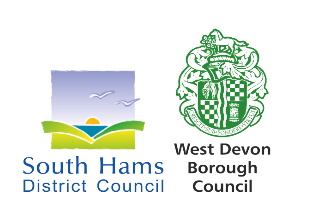 South Hams
District Council
West Devon
Borough
Council